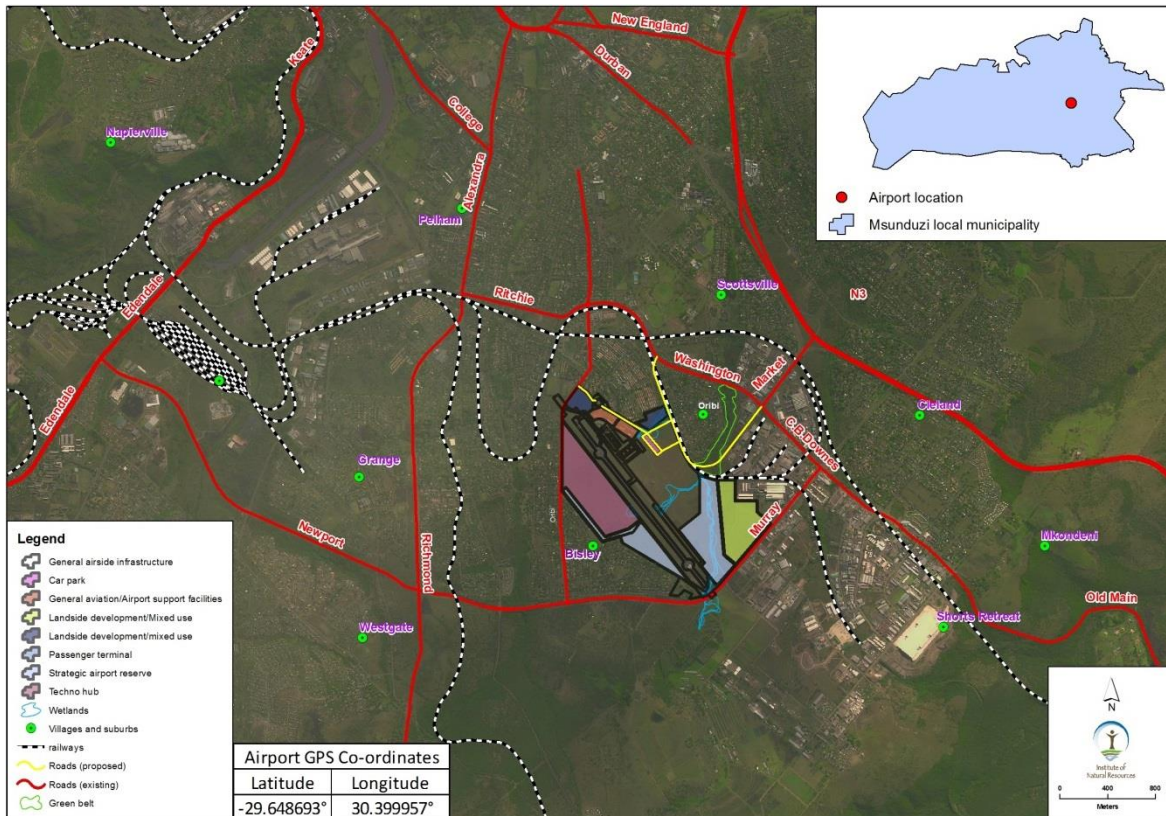 New England
Keate
Durban
College
Napierville
Alexandra
Pelham
Airport location
Msunduzi local municipality
Scottsville
N3
Ritchie
Edendale
Washington
Market
Oribi
Cleland
Edendale
C.B.Downes
Grange
Oribi
Murray
Newport
Richmond
Bisley
Mkondeni
Old Main
Westgate
Shorts Retreat
Legend
General airside infrastructure
Car park
General aviation/Airport support facilities
Landside development/Mixed use
Landside development/mixed use
Passenger terminal
Strategic airport reserve
Techno hub
Wetlands
Villages and suburbs
railways
Roads (proposed)
Roads (existing)
Green belt
Airport GPS Co-ordinates
Latitude Longitude
-29.648693° 30.399957°
N
Institute of
Natural Resources
0 400 800
Meters